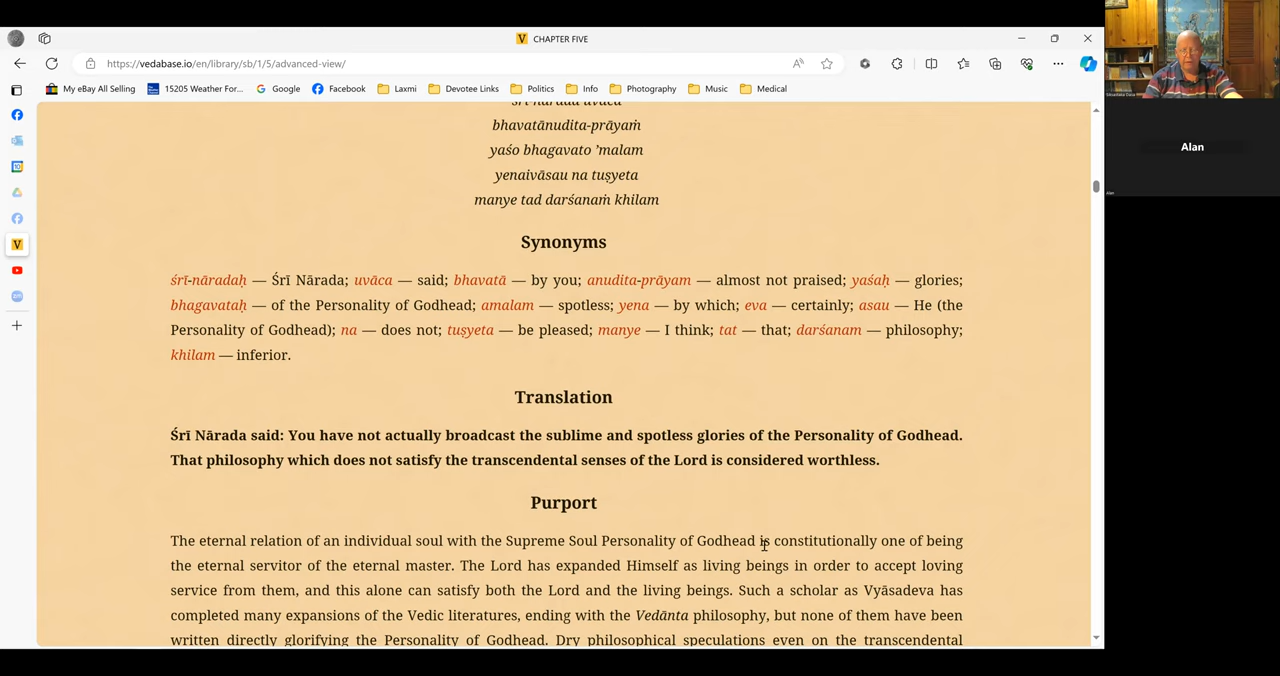 CHAPTER FIVE
https://vedabase.io/en/library/sb/1/5/advanced-view/
My eBay All Selling
15205 Weather For...
Google
Facebook
Laxmi
Devotee Links
Politics
Info
Photography
Music
Medical
śrī-nārada uvāca
bhavatānudita-prāyaṁ
yaśo bhagavato ’malam
yenaivāsau na tuṣyeta
manye tad darśanaṁ khilam
Synonyms
śrī-nāradaḥ — Śrī Nārada; uvāca — said; bhavatā — by you; anudita-prāyam — almost not praised; yaśaḥ — glories;
bhagavataḥ — of the Personality of Godhead; amalam — spotless; yena — by which; eva — certainly; asau — He (the
Personality of Godhead); na — does not; tuṣyeta — be pleased; manye — I think; tat — that; darśanam — philosophy;
khilam — inferior.
Translation
Śrī Nārada said: You have not actually broadcast the sublime and spotless glories of the Personality of Godhead.
That philosophy which does not satisfy the transcendental senses of the Lord is considered worthless.
Purport
The eternal relation of an individual soul with the Supreme Soul Personality of Godhead is constitutionally one of being
the eternal servitor of the eternal master. The Lord has expanded Himself as living beings in order to accept loving
service from them, and this alone can satisfy both the Lord and the living beings. Such a scholar as Vyāsadeva has
completed many expansions of the Vedic literatures, ending with the Vedānta philosophy, but none of them have been
written directly glorifying the Personality of Godhead. Dry philosophical speculations even on the transcendental
Alan
Alan